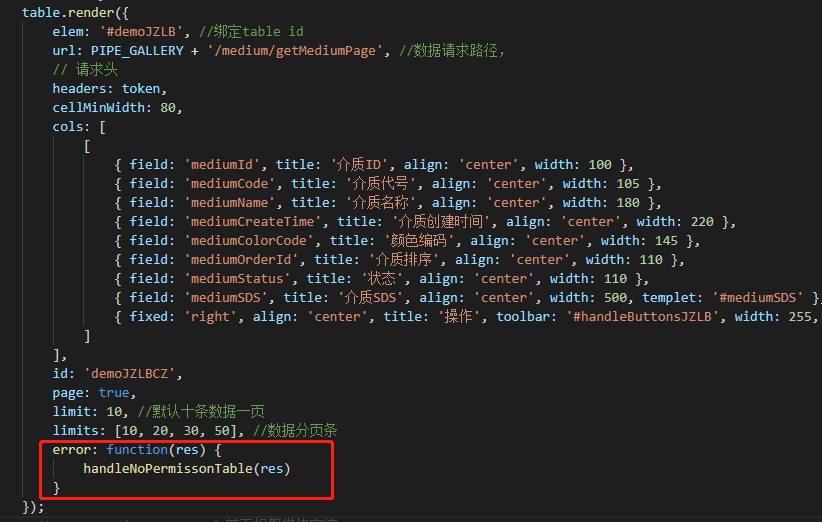 table.render({
elem: '#demoJZLB', //绑定table id
url: PIPE_GALLERY + '/medium/getMediumPage', //数据请求路径,
// 请求头
headers: token,
cellMinWidth: 80,
cols: [
[
{ field: 'mediumId', title: '介质ID', align: 'center', width: 100 },
{ field: 'mediumCode', title: '介质代号', align: 'center', width: 105 },
{ field: 'mediumName', title: '介质名称', align: 'center', width: 180 },
{ field: 'mediumCreateTime', title: '介质创建时间', align: 'center', width: 220 },
{ field: 'mediumColorCode', title: '颜色编码', align: 'center', width: 145 },
{ field: 'mediumOrderId', title: '介质排序', align: 'center', width: 110 },
{ field: 'mediumStatus', title: '状态', align: 'center', width: 110 },
{ field: 'mediumSDS', title: '介质SDS', align: 'center', width: 500, templet: '#mediumSDS' },
{ fixed: 'right', align: 'center', title: '操作', toolbar: '#handleButtonsJZLB', width: 255,
]
],
id: 'demoJZLBCZ',
page: true,
limit: 10, //默认十条数据一页
limits: [10, 20, 30, 50], //数据分页条
error: function(res) {
handleNoPermissonTable(res)
}
});